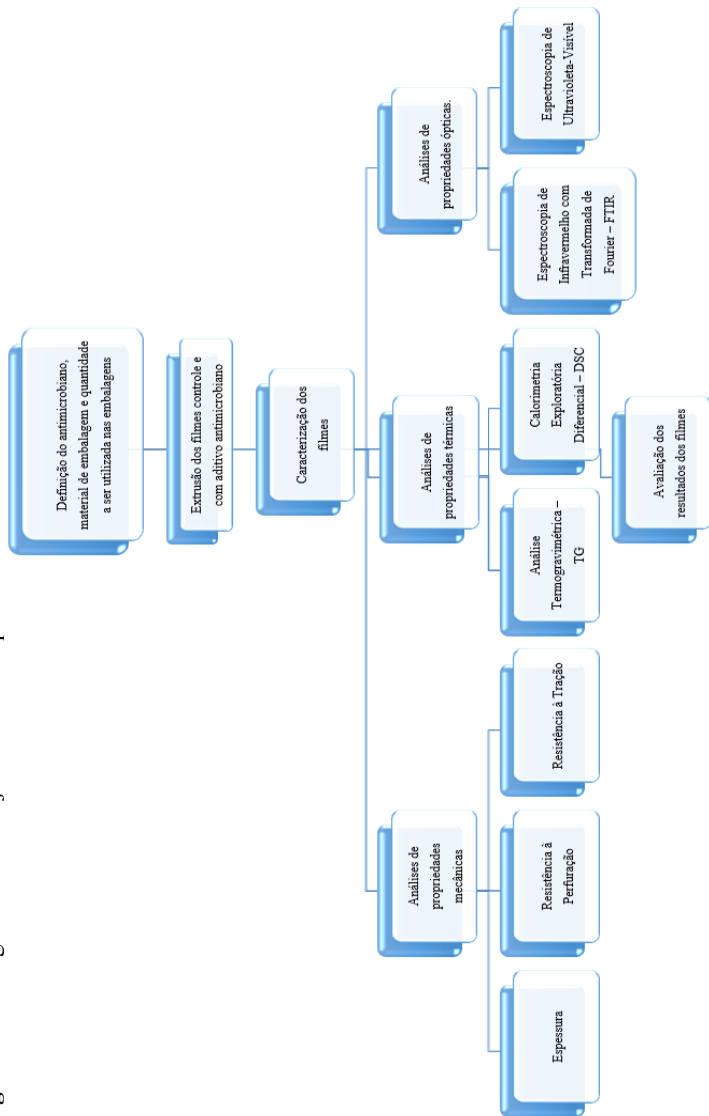 Definição do antimicrobiano,
material de embalagem e quantidade
a ser utilizada nas embalagens
Extrusão dos filmes controle e
com aditivo antimicrobiano
Caracterização dos
filmes
Análises de
propriedades mecânicas
Análises de
propriedades térmicas
Análises de
propriedades ópticas.
Espessura
Resistência à
Perfuração
Resistência à Tração
Análise
Termogravimétrica –
TG
Calorimetria
Exploratória
Diferencial – DSC
Espectroscopia de
Infravermelho com
Transformada de
Fourier – FTIR
Espectroscopia de
Ultravioleta-Visível
Avaliação dos
resultados dos filmes